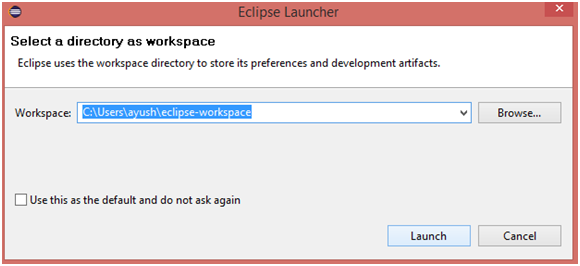 Eclipse Launcher
Select a directory as workspace
Eclipse uses the workspace directory to store its preferences and development artifacts.
Workspace: C:\Users\ayush\eclipse-workspace Browse...
Use this as the default and do not ask again
Launch Cancel